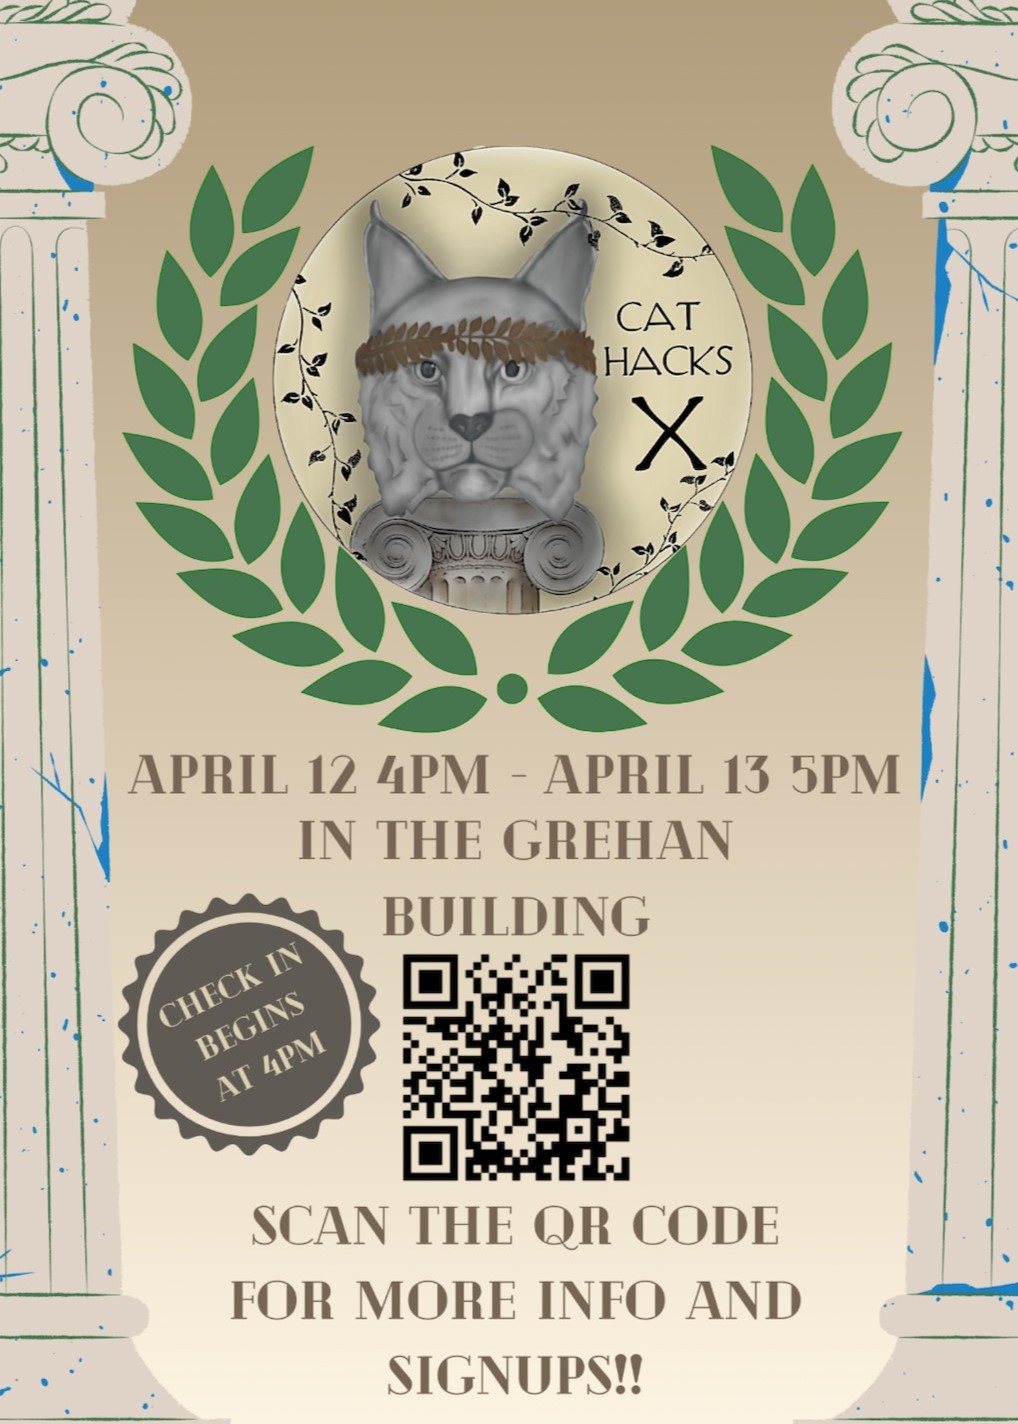 CAT
HACKS
X
APRIL 12 4PM - APRIL 13 5PM
IN THE GREHAN
BUILDING
CHECK IN
BEGINS
AT 4PM
SCAN THE QR CODE
FOR MORE INFO AND
SIGNUPS!!